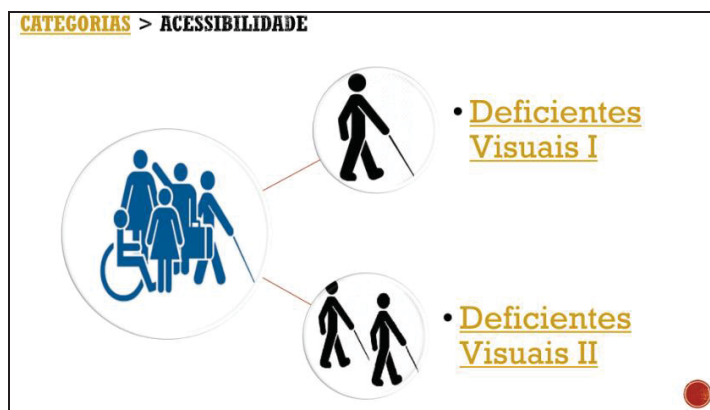 CATEGORIAS > ACESSIBILIDADE
• Deficientes
Visuais I
• Deficientes
Visuais II